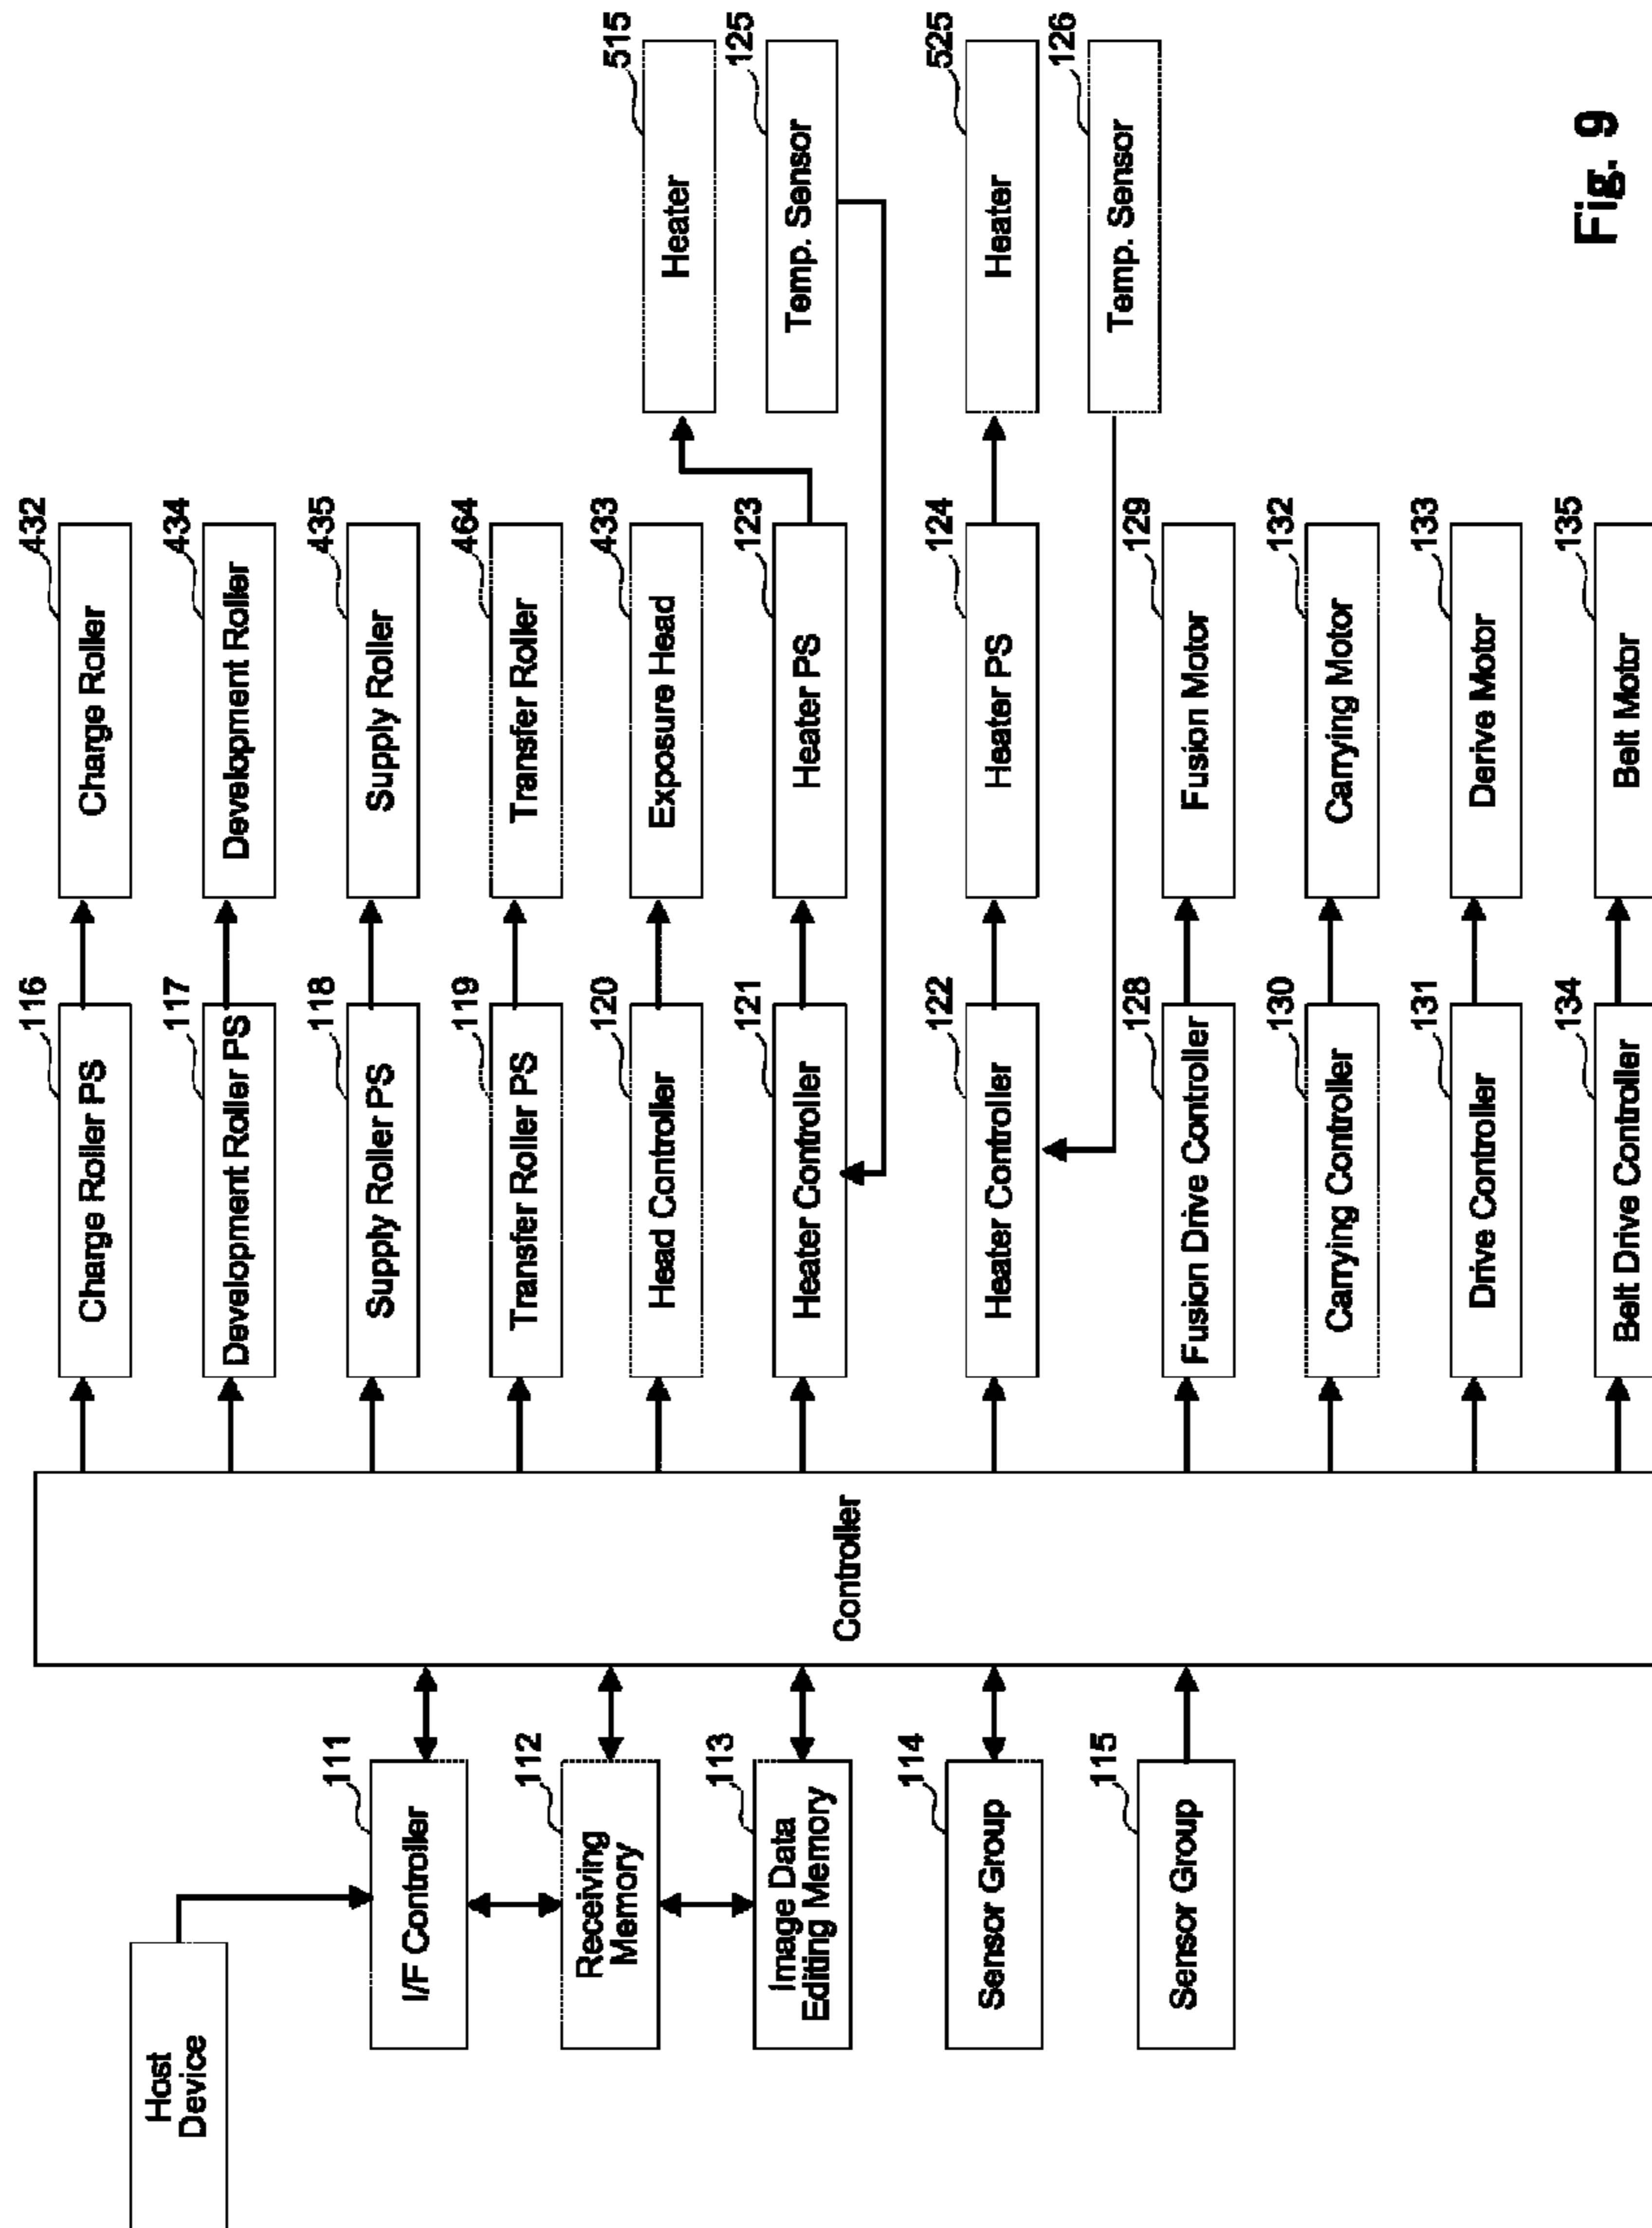 Host
Device
111
I/F Controller
112
Receiving
Memory
113
Image Data
Editing Memory
114
Sensor Group
115
Sensor Group
Controller
116
Charge Roller PS
432
Charge Roller
117
Development Roller PS
434
Development Roller
118
Supply Roller PS
435
Supply Roller
119
Transfer Roller PS
464
Transfer Roller
120
Head Controller
433
Exposure Head
121
Heater Controller
123
Heater PS
515
Heater
125
Temp. Sensor
122
Heater Controller
124
Heater PS
525
Heater
126
Temp. Sensor
128
Fusion Drive Controller
129
Fusion Motor
130
Carrying Controller
132
Carrying Motor
131
Drive Controller
133
Derive Motor
134
Belt Drive Controller
135
Belt Motor
Fig. 9